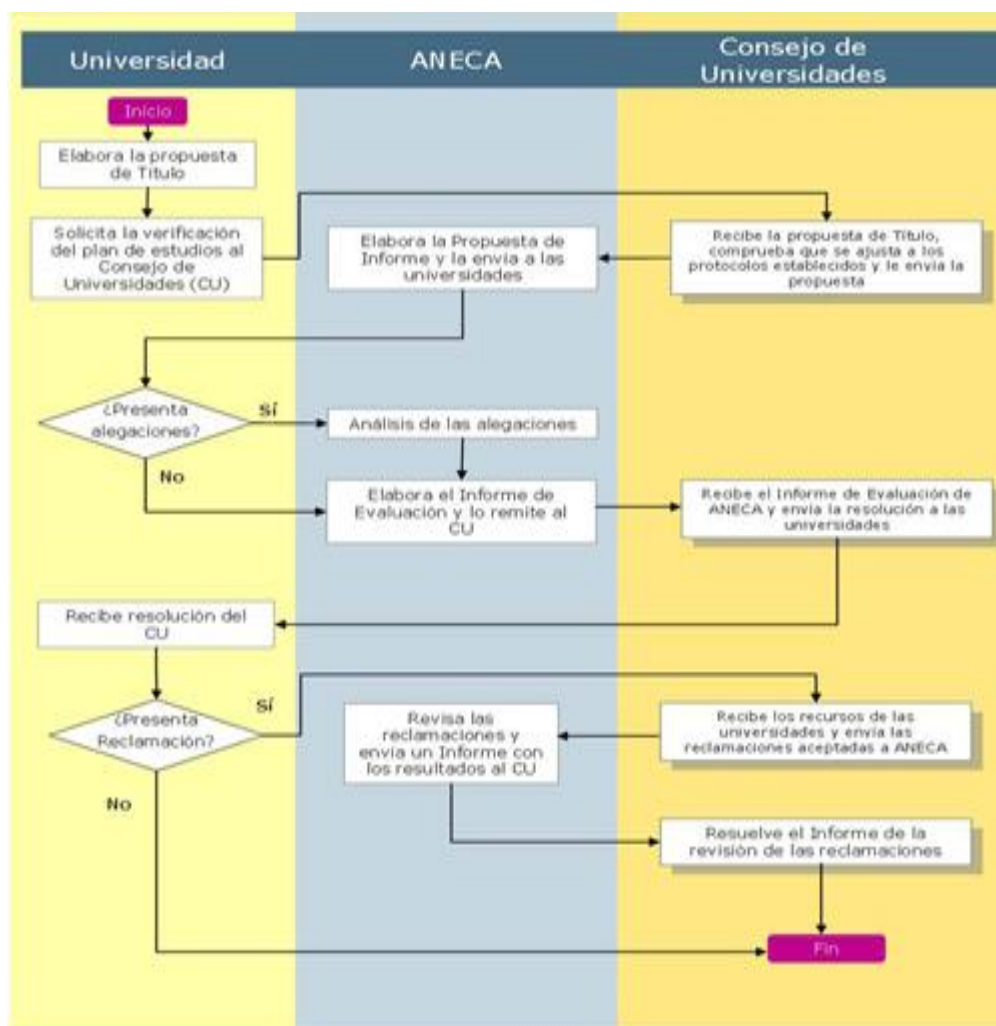 Universidad
ANECA
Consejo de
Universidades
Inicio
Elabora la propuesta
de Título
Solicita la verificación
del plan de estudios al
Consejo de
Universidades (CU)
Elabora la Propuesta de
Informe y la envía a las
universidades
Recibe la propuesta de Título,
comprueba que se ajusta a los
protocolos establecidos y le envía la
propuesta
¿Presenta
alegaciones?
Sí
No
Análisis de las alegaciones
Elabora el Informe de
Evaluación y lo remite al
CU
Recibe el Informe de Evaluación de
ANECA y envía la resolución a las
universidades
Recibe resolución del
CU
¿Presenta
Reclamación?
Sí
No
Revisa las
reclamaciones y
envía un Informe con
los resultados al CU
Recibe los recursos de las
universidades y envía las
reclamaciones aceptadas a ANECA
Resuelve el Informe de la
revisión de las reclamaciones
Fin